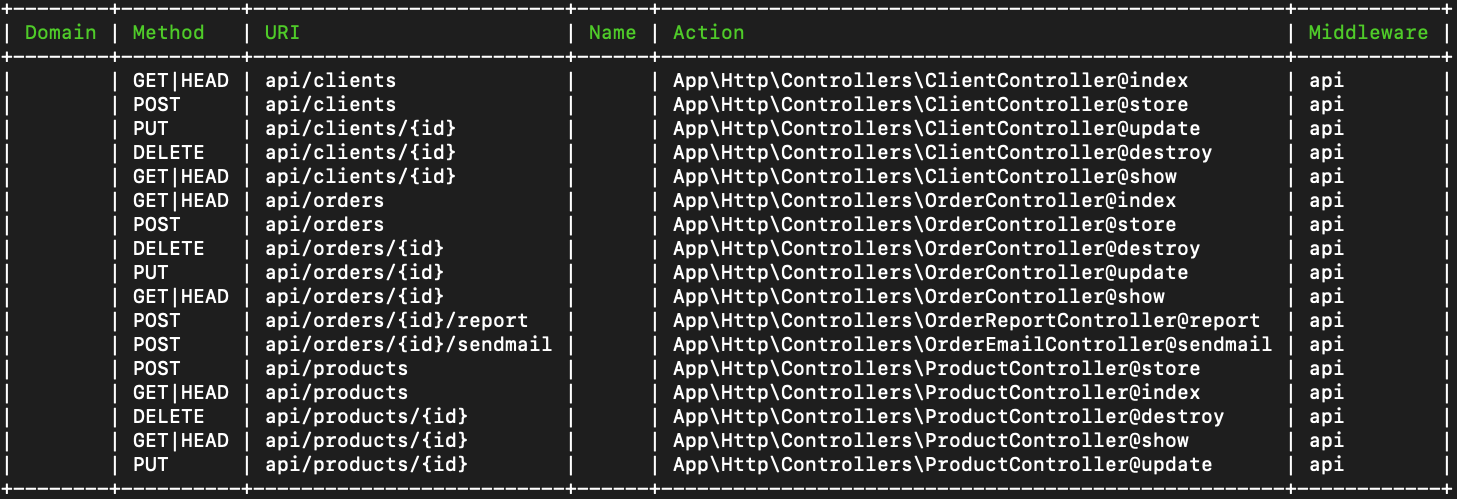 | Domain | Method | URI | Name | Action | Middleware |
| | GET|HEAD | api/clients | | App\Http\Controllers\ClientController@index | api |
| | POST | api/clients | | App\Http\Controllers\ClientController@store | api |
| | PUT | api/clients/{id} | | App\Http\Controllers\ClientController@update | api |
| | DELETE | api/clients/{id} | | App\Http\Controllers\ClientController@destroy | api |
| | GET|HEAD | api/clients/{id} | | App\Http\Controllers\ClientController@show | api |
| | GET|HEAD | api/orders | | App\Http\Controllers\OrderController@index | api |
| | POST | api/orders | | App\Http\Controllers\OrderController@store | api |
| | DELETE | api/orders/{id} | | App\Http\Controllers\OrderController@destroy | api |
| | PUT | api/orders/{id} | | App\Http\Controllers\OrderController@update | api |
| | GET|HEAD | api/orders/{id} | | App\Http\Controllers\OrderController@show | api |
| | POST | api/orders/{id}/report | | App\Http\Controllers\OrderReportController@report | api |
| | POST | api/orders/{id}/sendmail | | App\Http\Controllers\OrderEmailController@sendmail | api |
| | POST | api/products | | App\Http\Controllers\ProductController@store | api |
| | GET|HEAD | api/products | | App\Http\Controllers\ProductController@index | api |
| | DELETE | api/products/{id} | | App\Http\Controllers\ProductController@destroy | api |
| | GET|HEAD | api/products/{id} | | App\Http\Controllers\ProductController@show | api |
| | PUT | api/products/{id} | | App\Http\Controllers\ProductController@update | api |